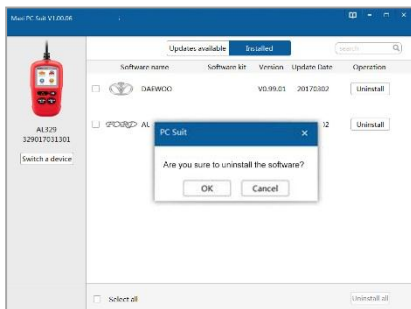 Maxi PC Suit V1.00.06
Updates available Installed
search
Software name Software kit Version Update Date Operation
DAEWOO V0.99.01 20170302 Uninstall
FORD AL 02 Uninstall
AL329
329017031301
Switch a device
PC Suit
Are you sure to uninstall the software?
OK Cancel
Select all Uninstall all